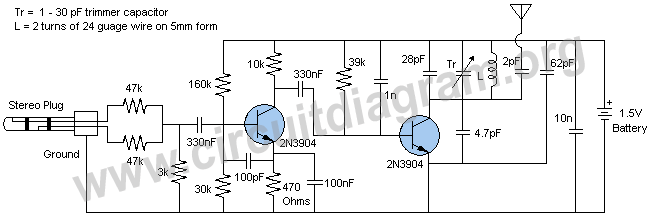 Tr = 1 - 30 pF trimmer capacitor
L = 2 turns of 24 guage wire on 5mm form
10k
39k
28pF
Tr
L
2pF
62pF
160k
330nF
1n
47k
Stereo Plug
1.5V
Battery
10n
330nF
2N3904
2N3904
4.7pF
Ground
47k
3k
30k
100pF
470
Ohms
100nF
www.circuitdiagram.org